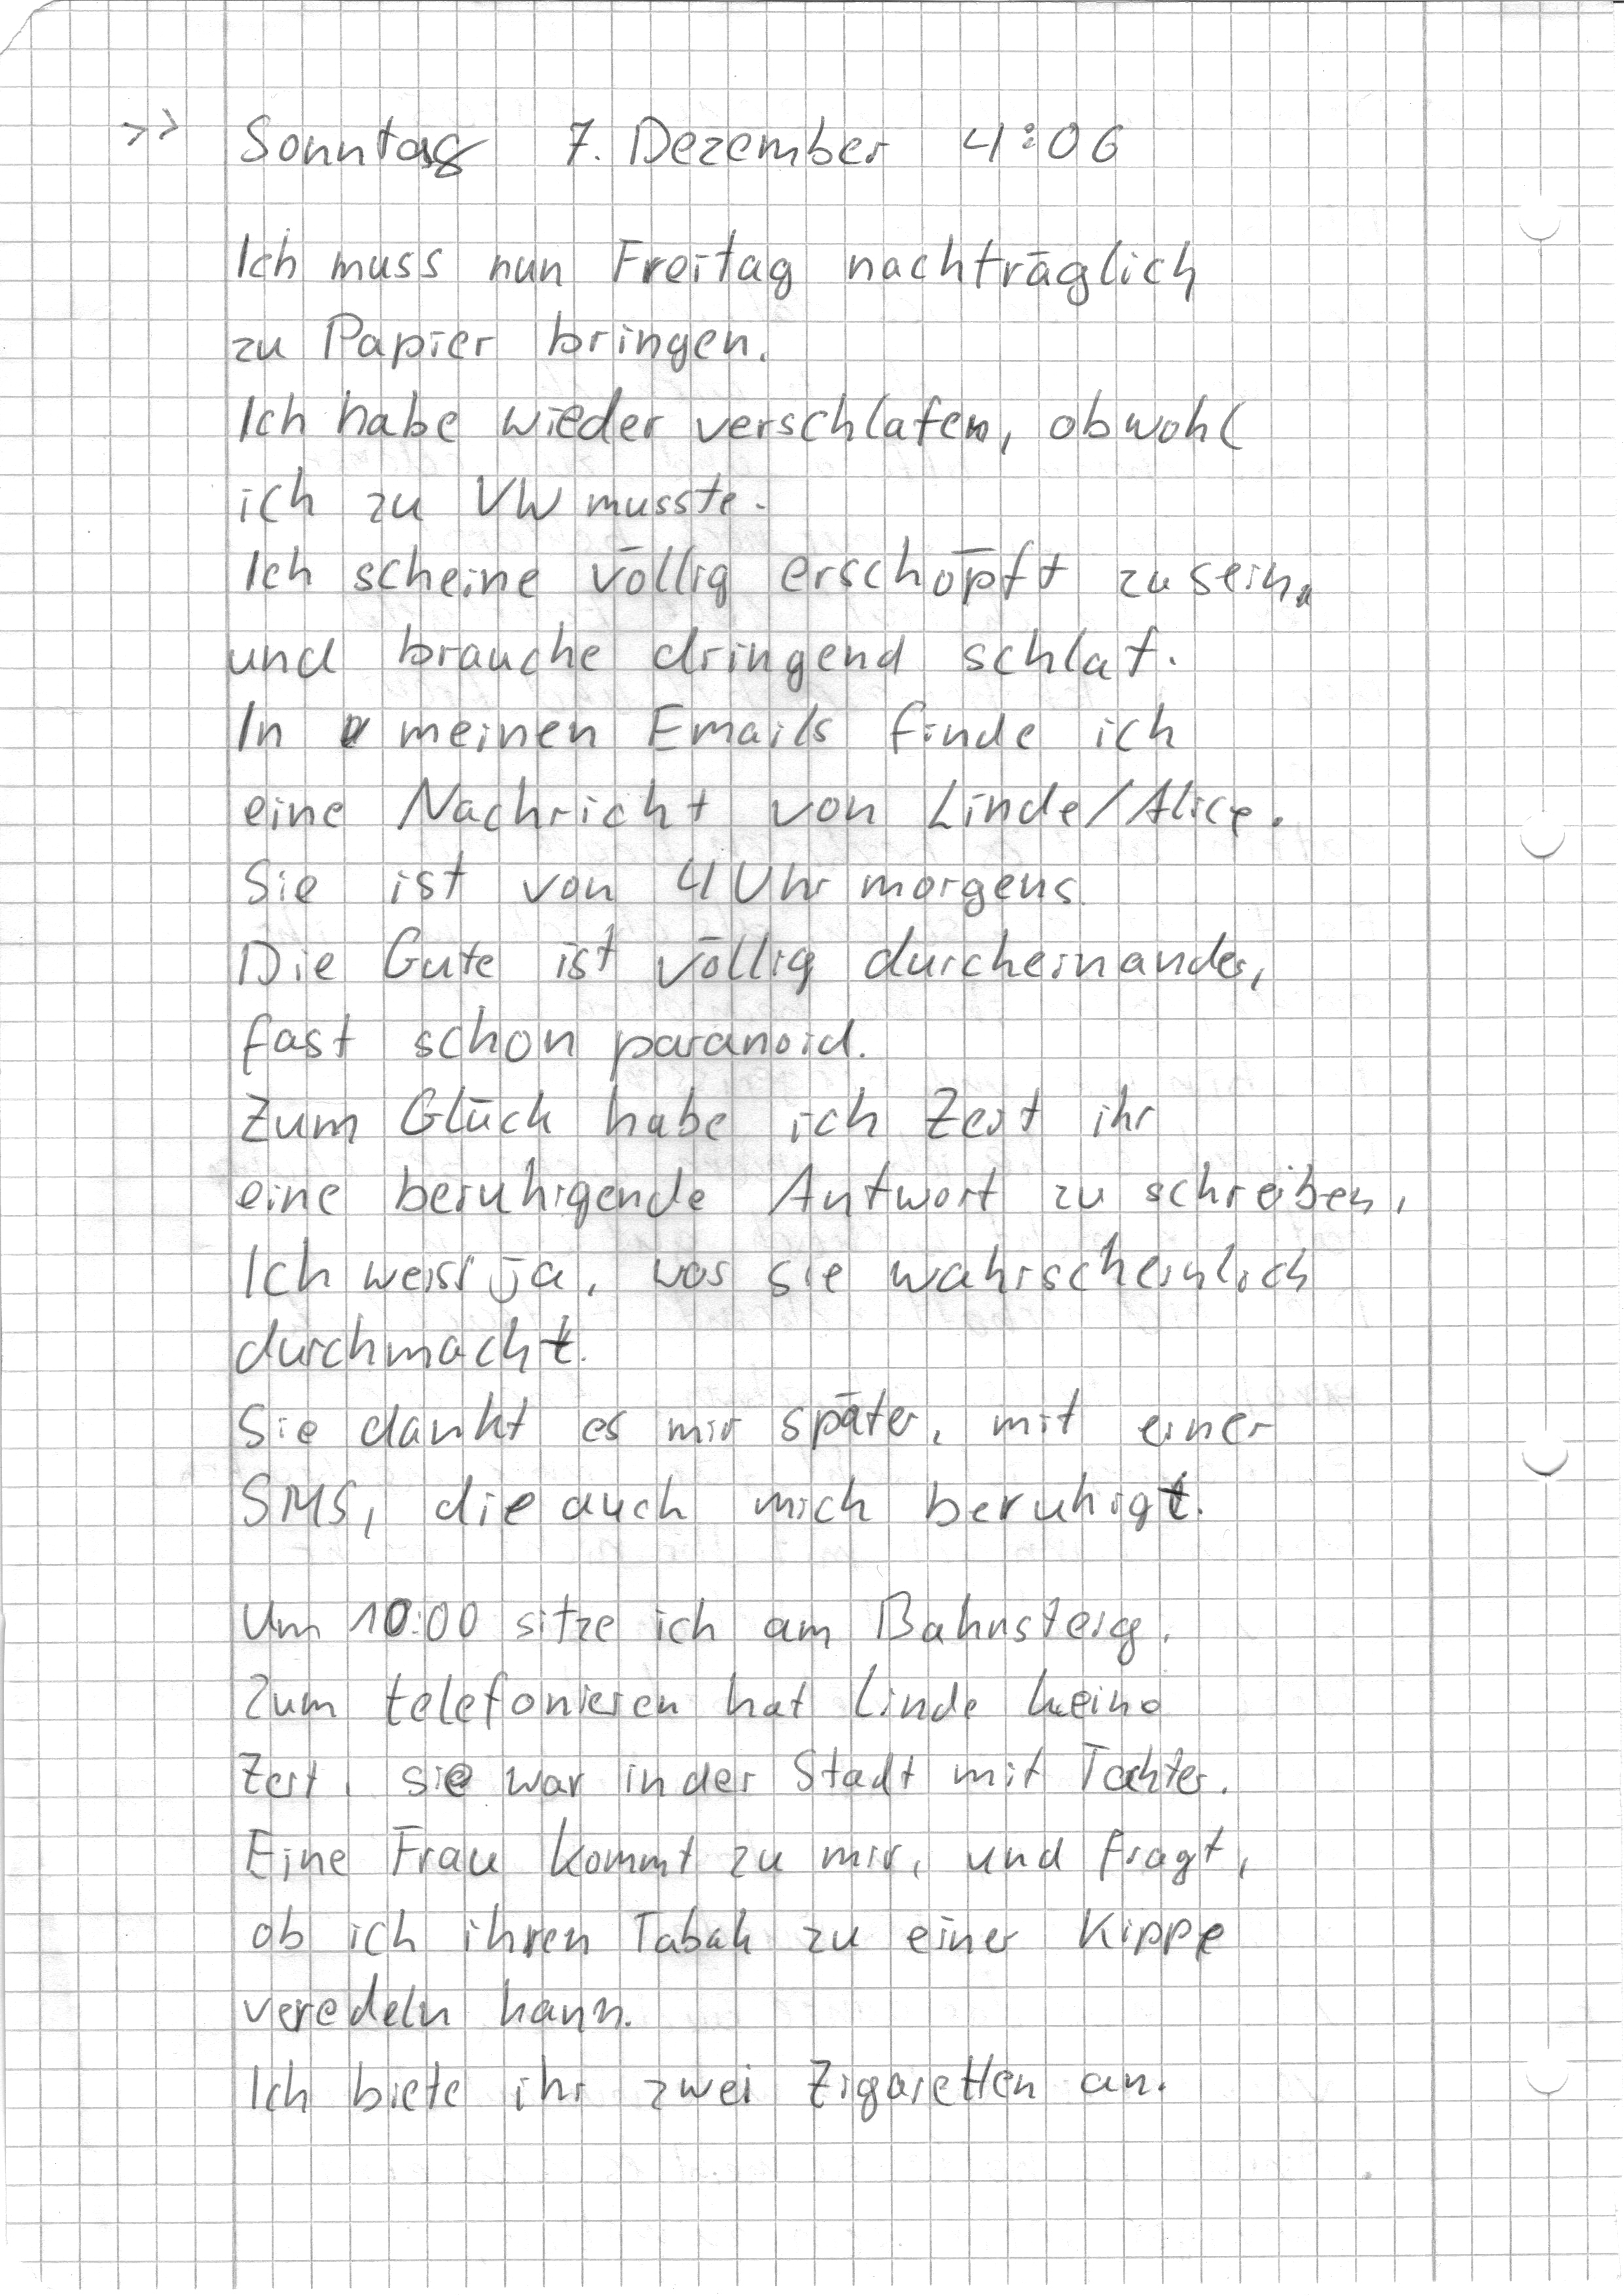 >> Sonntag 7. Dezember 4:06
Ich muss nun Freitag nachträglich
zu Papier bringen.
Ich habe wieder verschlafen, obwohl
ich zu VW musste.
Ich scheine völlig erschöpft zu sein,
und brauche dringend schlaf.
In meinen Emails finde ich
eine Nachricht von Linde/Alice.
Sie ist von 4 Uhr morgens.
Die Gute ist völlig durcheinander,
fast schon paranoid.
Zum Glück habe ich Zeit ihr
eine beruhigende Antwort zu schreiben,
Ich weiss ja, was sie wahrscheinlich
durchmacht.
Sie dankt es mir später, mit einer
SMS, die auch mich beruhigt.
Um 10:00 sitze ich am Bahnsteig.
Zum telefonieren hat Linde keine
Zeit, sie war in der Stadt mit Tochter.
Eine Frau kommt zu mir, und fragt,
ob ich ihren Tabak zu einer Kippe
veredeln kann.
Ich biete ihr zwei Zigaretten an.